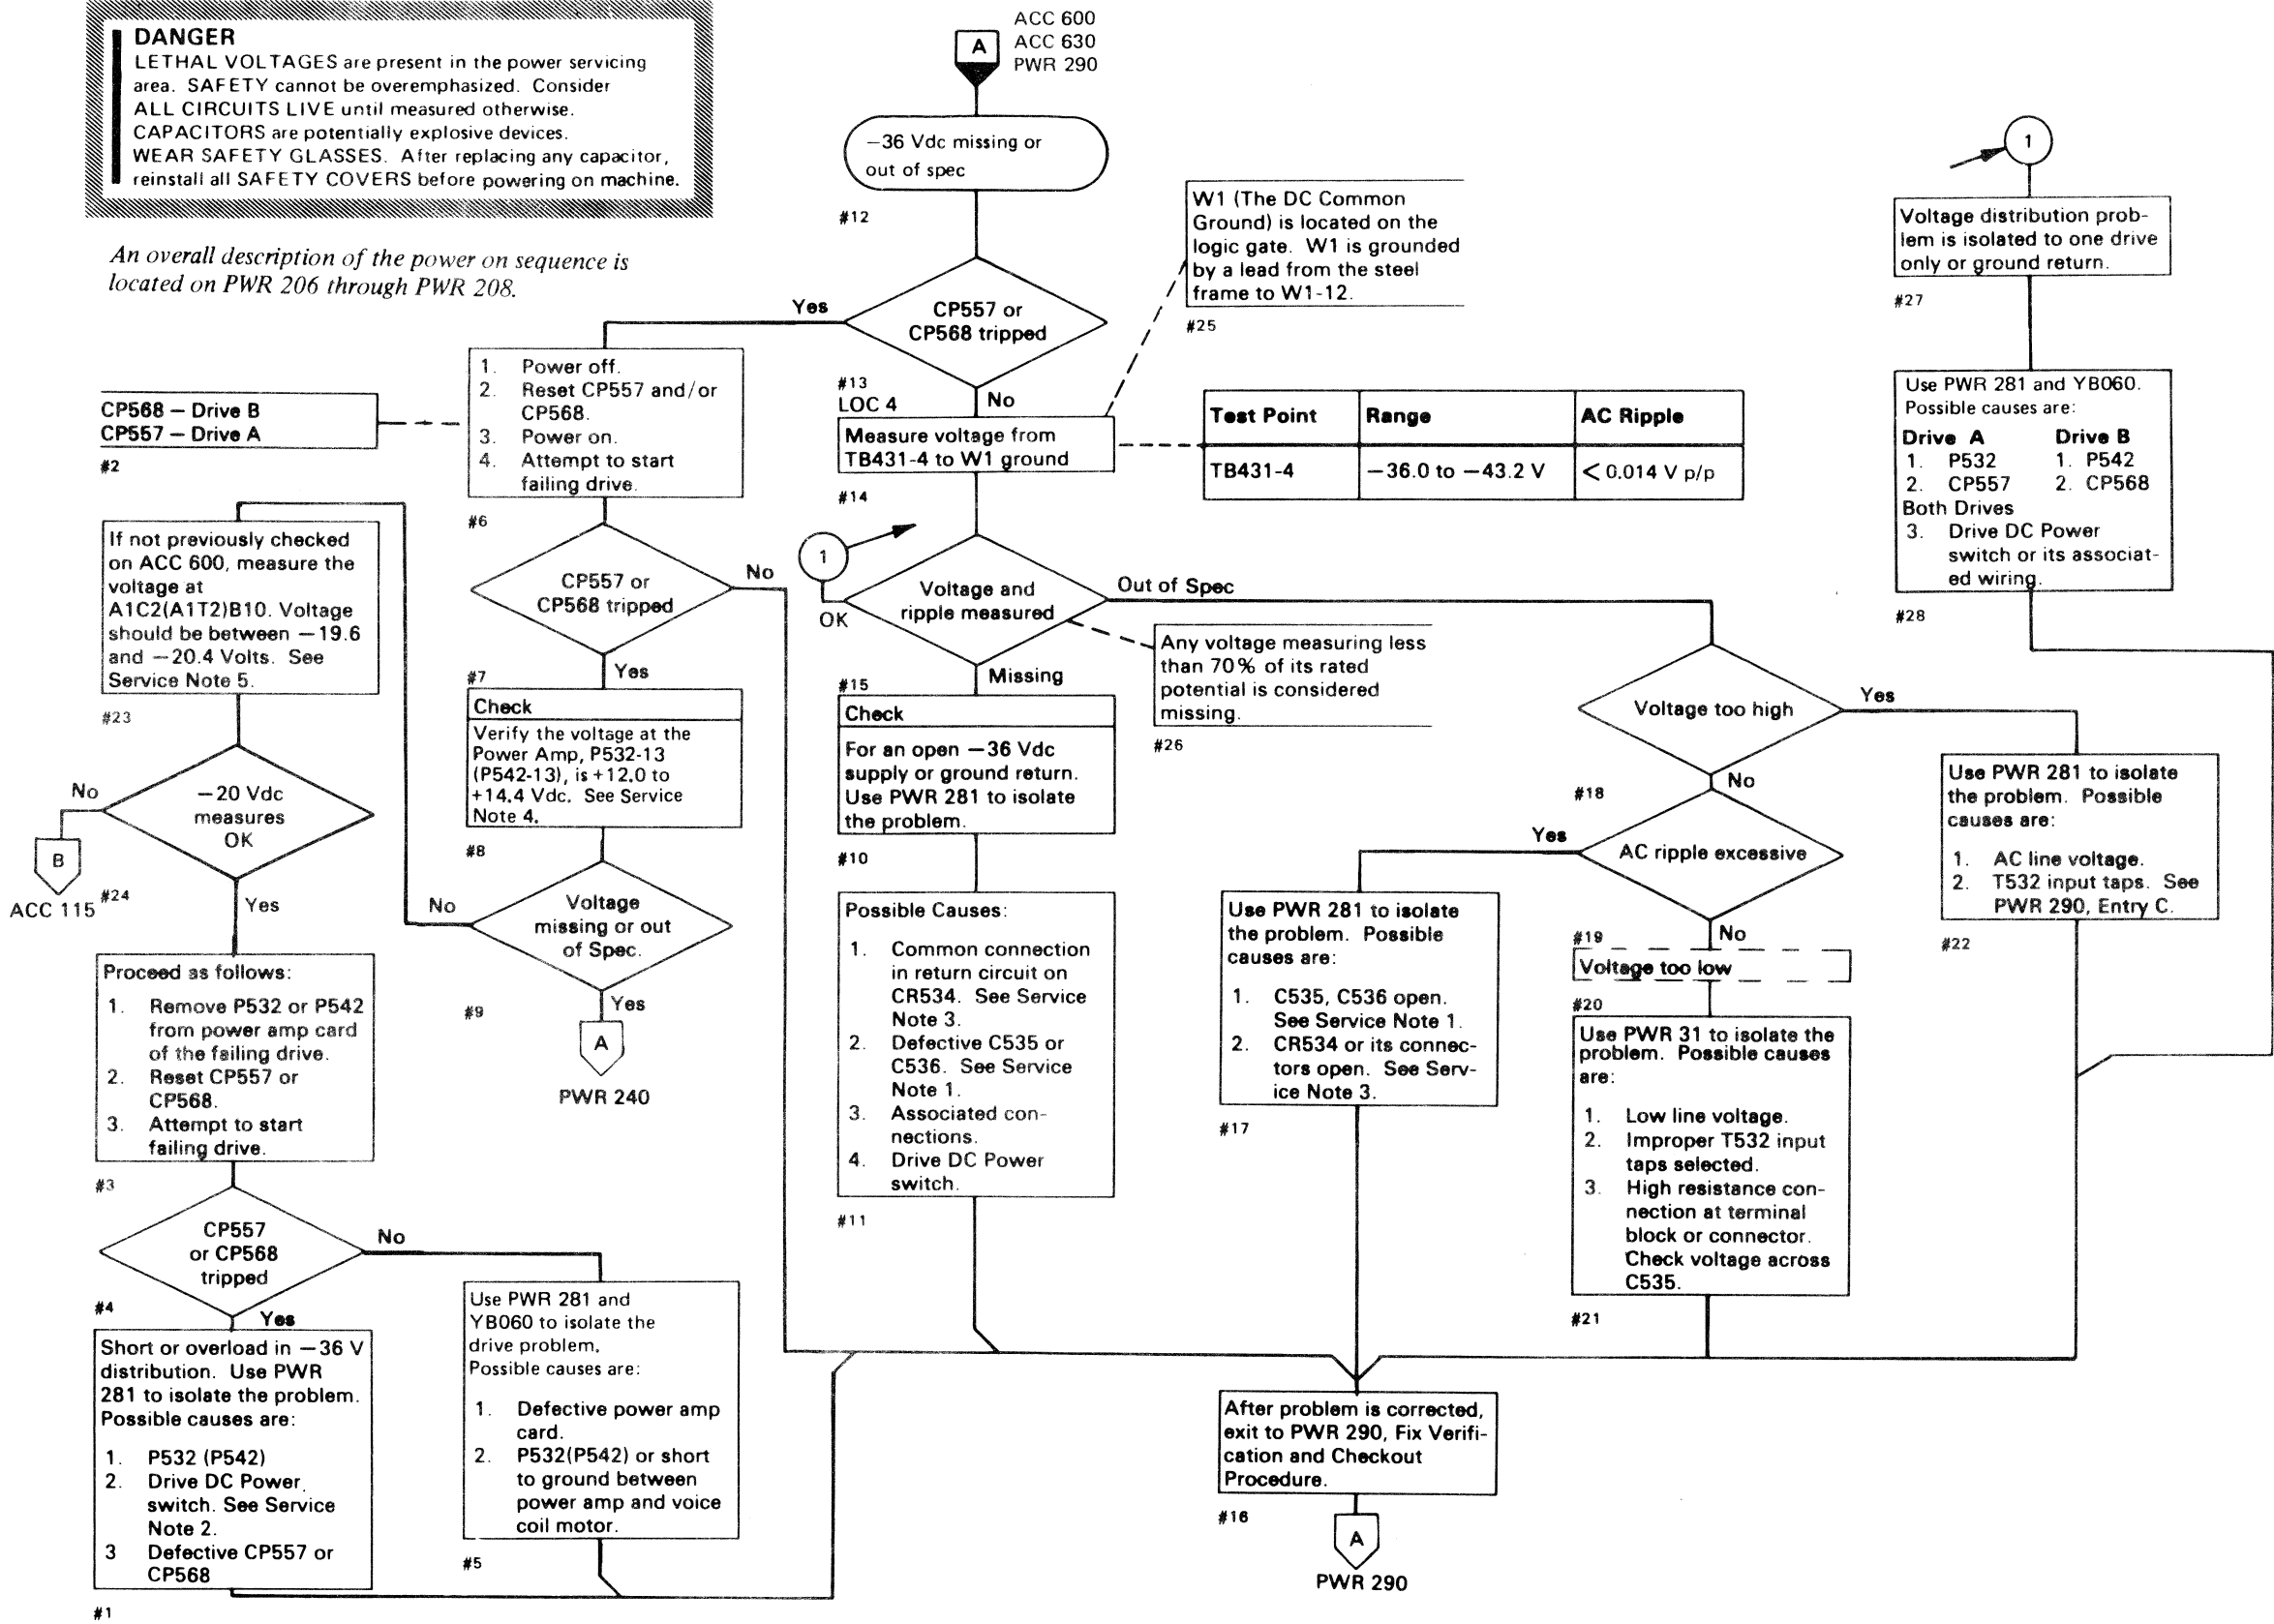 DANGER
LETHAL VOLTAGES are present in the power servicing
area. SAFETY cannot be overemphasized. Consider
ALL CIRCUITS LIVE until measured otherwise.
CAPACITORS are potentially explosive devices.
WEAR SAFETY GLASSES. After replacing any capacitor,
reinstall all SAFETY COVERS before powering on machine.
An overall description of the power on sequence is
located on PWR 206 through PWR 208.
A
ACC 600
ACC 630
PWR 290
−36 Vdc missing or
out of spec
#12
CP557 or
CP568 tripped
Yes
No
#13
LOC 4
W1 (The DC Common
Ground) is located on the
logic gate. W1 is grounded
by a lead from the steel
frame to W1-12.
#25
CP568 — Drive B
CP557 — Drive A
#2
1. Power off.
2. Reset CP557 and/or
CP568.
3. Power on.
4. Attempt to start
failing drive.
#6
Measure voltage from
TB431-4 to W1 ground
#14
Test Point Range AC Ripple
TB431-4 −36.0 to −43.2 V < 0.014 V p/p
CP557 or
CP568 tripped
No
Yes
#7
Check
Verify the voltage at the
Power Amp, P532-13
(P542-13), is +12.0 to
+14.4 Vdc. See Service
Note 4.
#8
Voltage
missing or out
of Spec.
No
Yes
#9
A
PWR 240
If not previously checked
on ACC 600, measure the
voltage at
A1C2(A1T2)B10. Voltage
should be between −19.6
and −20.4 Volts. See
Service Note 5.
#23
−20 Vdc
measures
OK
No
B
ACC 115
#24
Yes
Proceed as follows:
1. Remove P532 or P542
from power amp card
of the failing drive.
2. Reset CP557 or
CP568.
3. Attempt to start
failing drive.
#3
CP557
or CP568
tripped
No
#4
Yes
Short or overload in −36 V
distribution. Use PWR
281 to isolate the problem.
Possible causes are:
1. P532 (P542)
2. Drive DC Power
switch. See Service
Note 2.
3 Defective CP557 or
CP568
#1
Use PWR 281 and
YB060 to isolate the
drive problem.
Possible causes are:
1. Defective power amp
card.
2. P532(P542) or short
to ground between
power amp and voice
coil motor.
#5
1
OK
Voltage and
ripple measured
Out of Spec
Missing
#15
Any voltage measuring less
than 70% of its rated
potential is considered
missing.
#26
Check
For an open −36 Vdc
supply or ground return.
Use PWR 281 to isolate
the problem.
#10
Possible Causes:
1. Common connection
in return circuit on
CR534. See Service
Note 3.
2. Defective C535 or
C536. See Service
Note 1.
3. Associated con-
nections.
4. Drive DC Power
switch.
#11
Voltage too high
Yes
No
#18
AC ripple excessive
Yes
No
#19
Use PWR 281 to isolate
the problem. Possible
causes are:
1. C535, C536 open.
See Service Note 1.
2. CR534 or its connec-
tors open. See Serv-
ice Note 3.
#17
Voltage too low
#20
Use PWR 31 to isolate the
problem. Possible causes
are:
1. Low line voltage.
2. Improper T532 input
taps selected.
3. High resistance con-
nection at terminal
block or connector.
Check voltage across
C535.
#21
Use PWR 281 to isolate
the problem. Possible
causes are:
1. AC line voltage.
2. T532 input taps. See
PWR 290, Entry C.
#22
1
Voltage distribution prob-
lem is isolated to one drive
only or ground return.
#27
Use PWR 281 and YB060.
Possible causes are:
Drive A Drive B
1. P532 1. P542
2. CP557 2. CP568
Both Drives
3. Drive DC Power
switch or its associat-
ed wiring.
#28
After problem is corrected,
exit to PWR 290, Fix Verifi-
cation and Checkout
Procedure.
#16
A
PWR 290